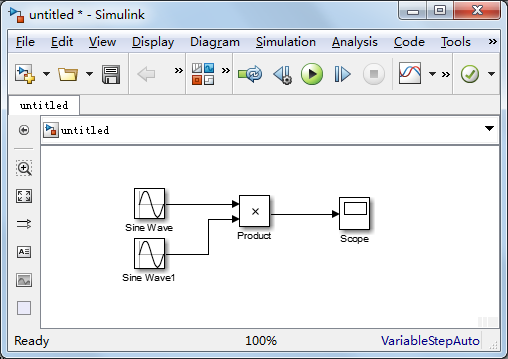 untitled * - Simulink
File Edit View Display Diagram Simulation Analysis Code Tools »
untitled
untitled
Sine Wave
Product
Scope
Sine Wave1
Ready 100% VariableStepAuto